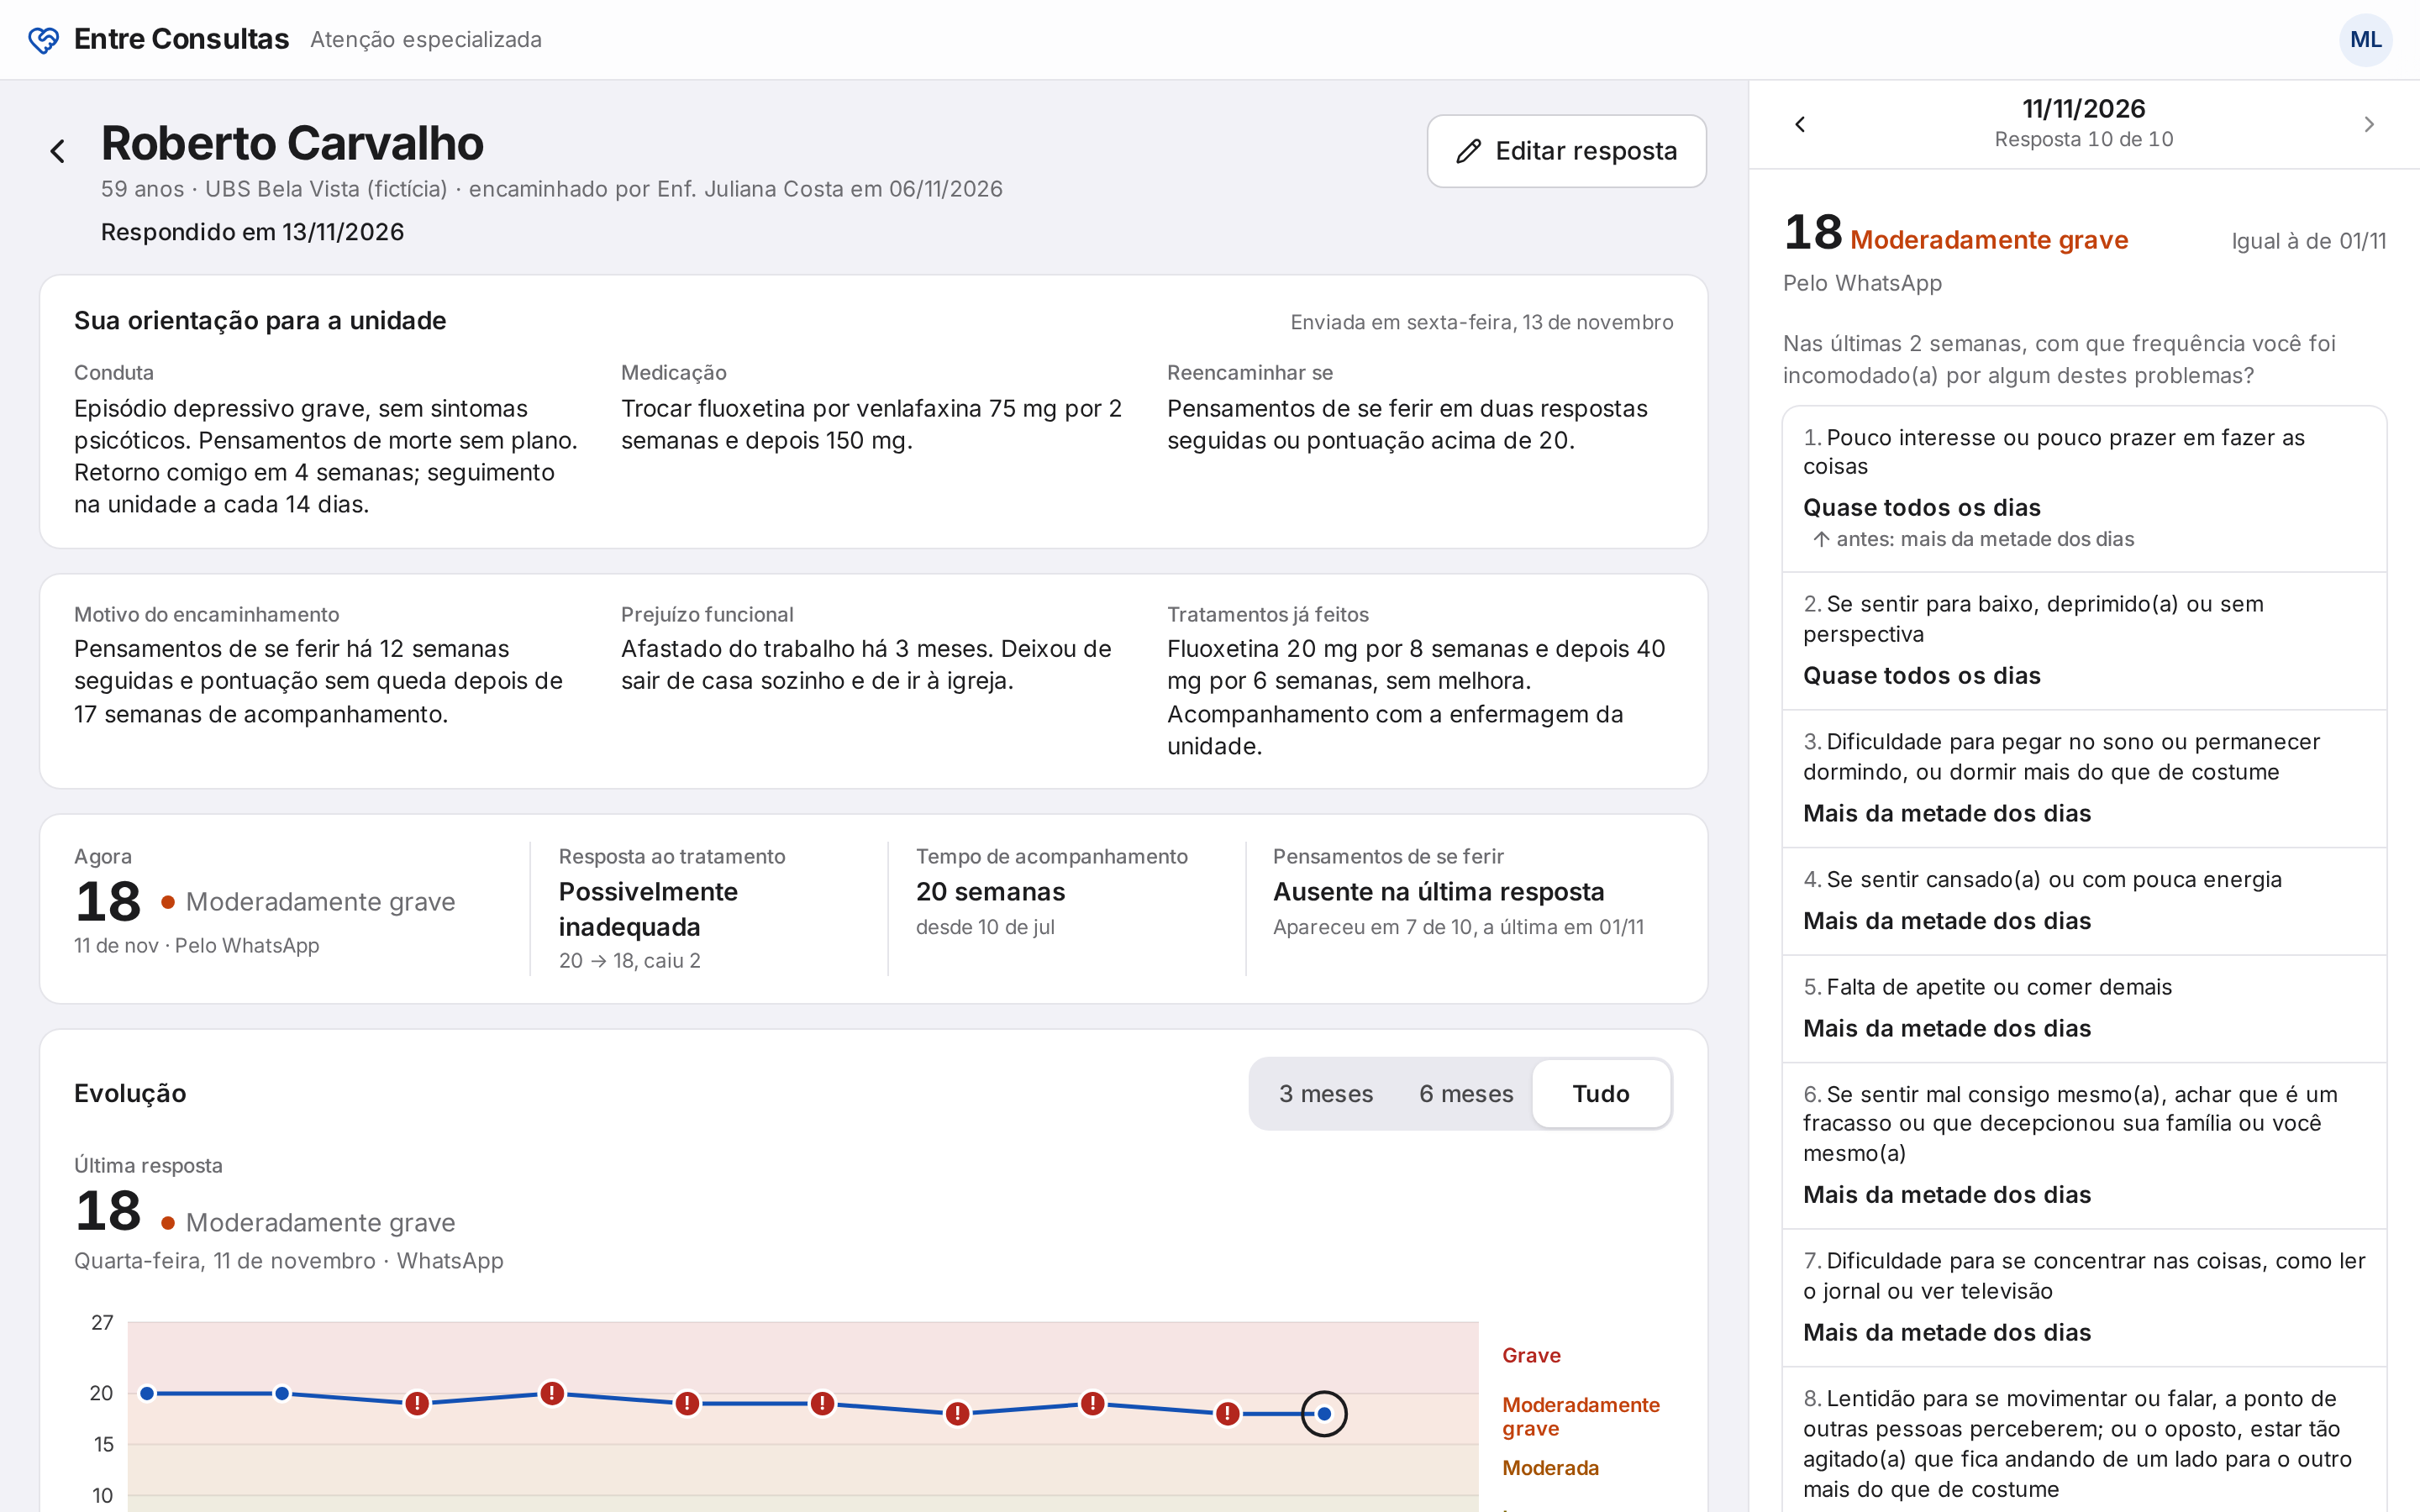 Entre Consultas Atenção especializada
ML
Roberto Carvalho
59 anos · UBS Bela Vista (fictícia) · encaminhado por Enf. Juliana Costa em 06/11/2026
Respondido em 13/11/2026
Editar resposta
Sua orientação para a unidade
Enviada em sexta-feira, 13 de novembro
Conduta
Episódio depressivo grave, sem sintomas
psicóticos. Pensamentos de morte sem plano.
Retorno comigo em 4 semanas; seguimento
na unidade a cada 14 dias.
Medicação
Trocar fluoxetina por venlafaxina 75 mg por 2
semanas e depois 150 mg.
Reencaminhar se
Pensamentos de se ferir em duas respostas
seguidas ou pontuação acima de 20.
Motivo do encaminhamento
Pensamentos de se ferir há 12 semanas
seguidas e pontuação sem queda depois de
17 semanas de acompanhamento.
Prejuízo funcional
Afastado do trabalho há 3 meses. Deixou de
sair de casa sozinho e de ir à igreja.
Tratamentos já feitos
Fluoxetina 20 mg por 8 semanas e depois 40
mg por 6 semanas, sem melhora.
Acompanhamento com a enfermagem da
unidade.
Agora
18 Moderadamente grave
11 de nov · Pelo WhatsApp
Resposta ao tratamento
Possivelmente
inadequada
20 → 18, caiu 2
Tempo de acompanhamento
20 semanas
desde 10 de jul
Pensamentos de se ferir
Ausente na última resposta
Apareceu em 7 de 10, a última em 01/11
Evolução
3 meses 6 meses Tudo
Última resposta
18 Moderadamente grave
Quarta-feira, 11 de novembro · WhatsApp
27
20
15
10
Grave
Moderadamente
grave
Moderada
11/11/2026
Resposta 10 de 10
18 Moderadamente grave
Igual à de 01/11
Pelo WhatsApp
Nas últimas 2 semanas, com que frequência você foi
incomodado(a) por algum destes problemas?
1. Pouco interesse ou pouco prazer em fazer as
coisas
Quase todos os dias
↑ antes: mais da metade dos dias
2. Se sentir para baixo, deprimido(a) ou sem
perspectiva
Quase todos os dias
3. Dificuldade para pegar no sono ou permanecer
dormindo, ou dormir mais do que de costume
Mais da metade dos dias
4. Se sentir cansado(a) ou com pouca energia
Mais da metade dos dias
5. Falta de apetite ou comer demais
Mais da metade dos dias
6. Se sentir mal consigo mesmo(a), achar que é um
fracasso ou que decepcionou sua família ou você
mesmo(a)
Mais da metade dos dias
7. Dificuldade para se concentrar nas coisas, como ler
o jornal ou ver televisão
Mais da metade dos dias
8. Lentidão para se movimentar ou falar, a ponto de
outras pessoas perceberem; ou o oposto, estar tão
agitado(a) que fica andando de um lado para o outro
mais do que de costume